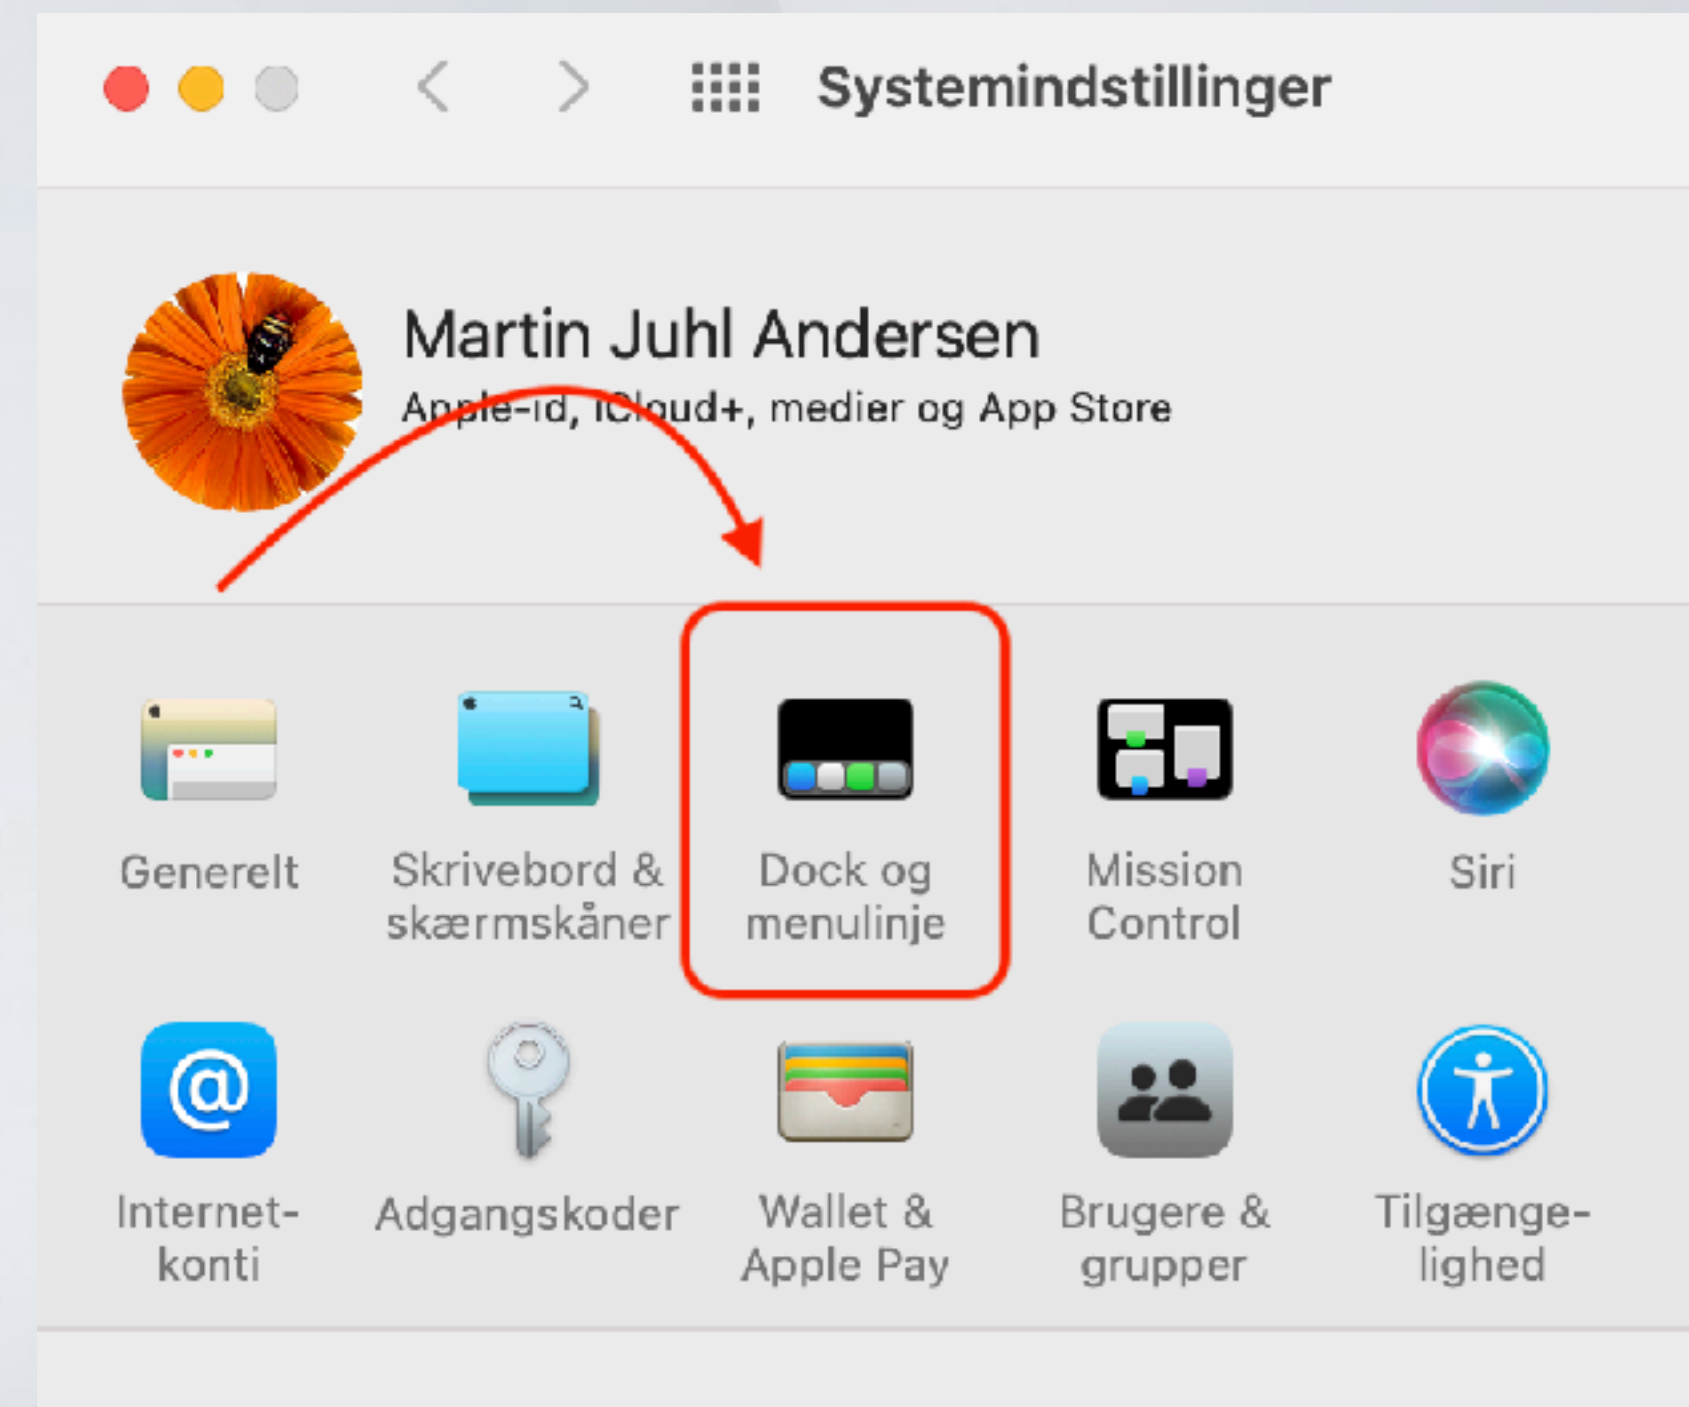 Systemindstillinger
Martin Juhl Andersen
Apple-id, iCloud+, medier og App Store
Generelt
Skrivebord &
skærmskåner
Dock og
menulinje
Mission
Control
Siri
@
Internet-
konti
Adgangskoder
Wallet &
Apple Pay
Brugere &
grupper
Tilgænge-
lighed